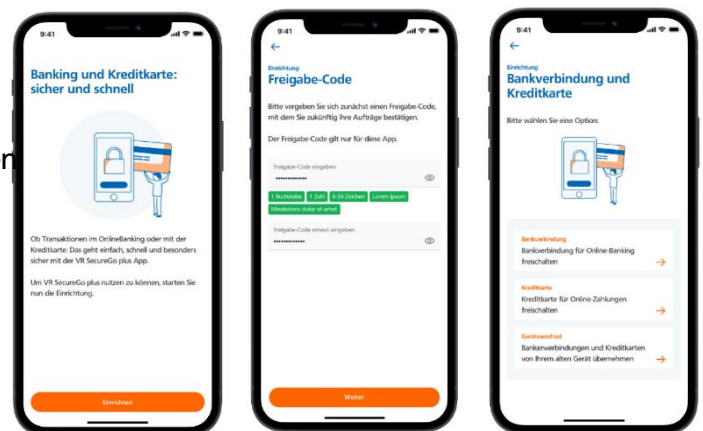 9:41
Banking und Kreditkarte:
sicher und schnell
Ob Transaktionen im OnlineBanking oder mit der
Kreditkarte: Das geht einfach, schnell und besonders
sicher mit der VR SecureGo plus App.
Um VR SecureGo plus nutzen zu können, starten Sie
nun die Einrichtung.
Einrichten
9:41
Einrichtung
Freigabe-Code
Bitte vergeben Sie sich zunächst einen Freigabe-Code,
mit dem Sie zukünftig Ihre Aufträge bestätigen.
Der Freigabe-Code gilt nur für diese App.
Freigabe-Code eingeben
1 Buchstabe 1 Zahl 6-24 Zeichen Lorem ipsum
Mindestens dolor sit amet
Freigabe-Code erneut eingeben
Weiter
9:41
Einrichtung
Bankverbindung und
Kreditkarte
Bitte wählen Sie eine Option:
Bankverbindung
Bankverbindung für Online-Banking
freischalten
Kreditkarte
Kreditkarte für Online-Zahlungen
freischalten
Gerätewechsel
Bankenverbindungen und Kreditkarten
von Ihrem alten Gerät übernehmen